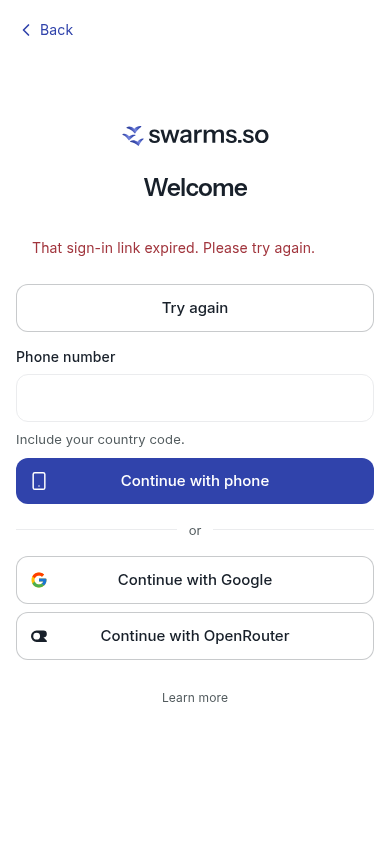 Back
swarms.so
Welcome
That sign-in link expired. Please try again.
Try again
Phone number
Include your country code.
Continue with phone
or
Continue with Google
Continue with OpenRouter
Learn more